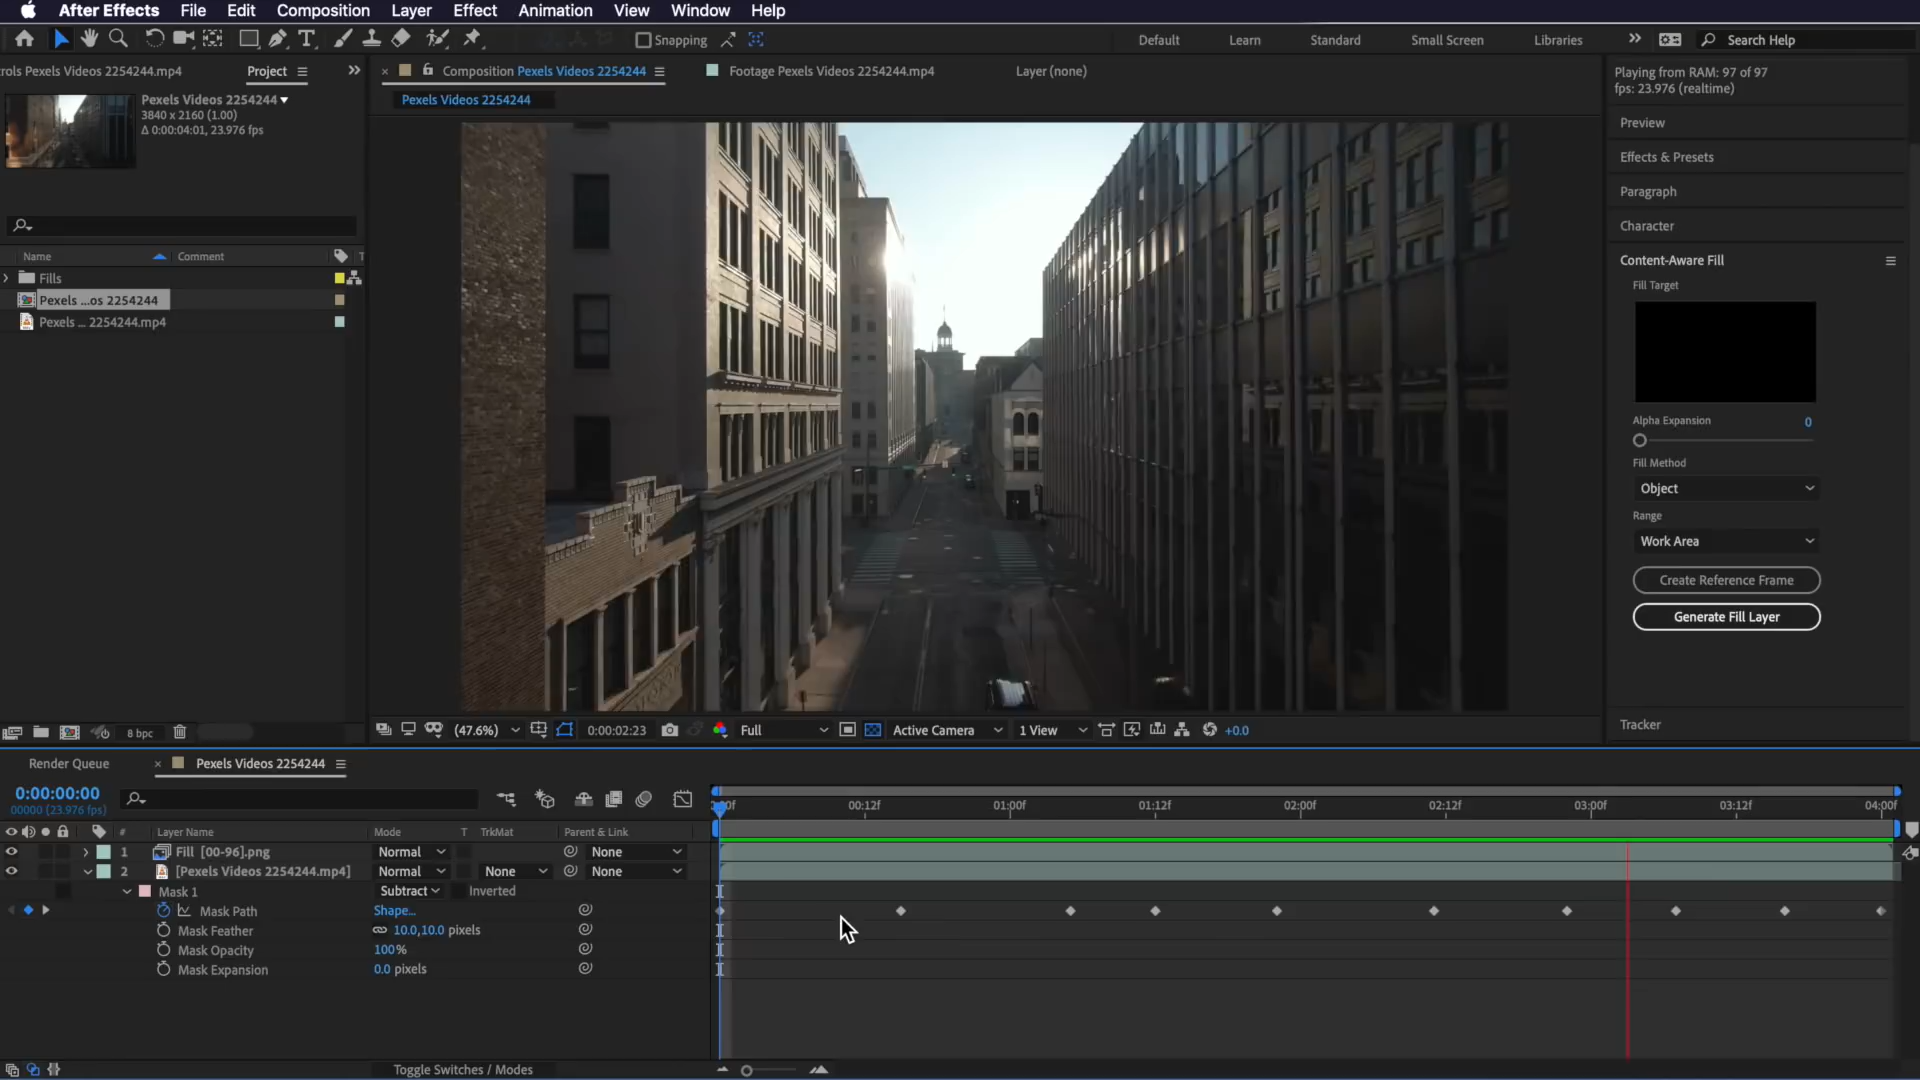 After Effects File Edit Composition Layer Effect Animation View Window Help
Snapping
Default Learn Standard Small Screen Libraries Search Help
rols Pexels Videos 2254244.mp4 Project
Composition Pexels Videos 2254244 Footage Pexels Videos 2254244.mp4 Layer (none)
Pexels Videos 2254244
Pexels Videos 2254244
3840 x 2160 (1.00)
Δ 0:00:04:01, 23.976 fps
Name Comment T
Fills
Pexels ...os 2254244
Pexels ... 2254244.mp4
8 bpc
(47.6%) 0:00:02:23 Full Active Camera 1 View +0.0
Playing from RAM: 97 of 97
fps: 23.976 (realtime)
Preview
Effects & Presets
Paragraph
Character
Content-Aware Fill
Fill Target
Alpha Expansion 0
Fill Method
Object
Range
Work Area
Create Reference Frame
Generate Fill Layer
Tracker
Render Queue Pexels Videos 2254244
0:00:00:00
00000 (23.976 fps)
:00f 00:12f 01:00f 01:12f 02:00f 02:12f 03:00f 03:12f 04:00f
# Layer Name Mode T TrkMat Parent & Link
1 Fill [00-96].png Normal None
2 [Pexels Videos 2254244.mp4] Normal None None
Mask 1 Subtract Inverted
Mask Path Shape...
Mask Feather 10.0,10.0 pixels
Mask Opacity 100%
Mask Expansion 0.0 pixels
Toggle Switches / Modes